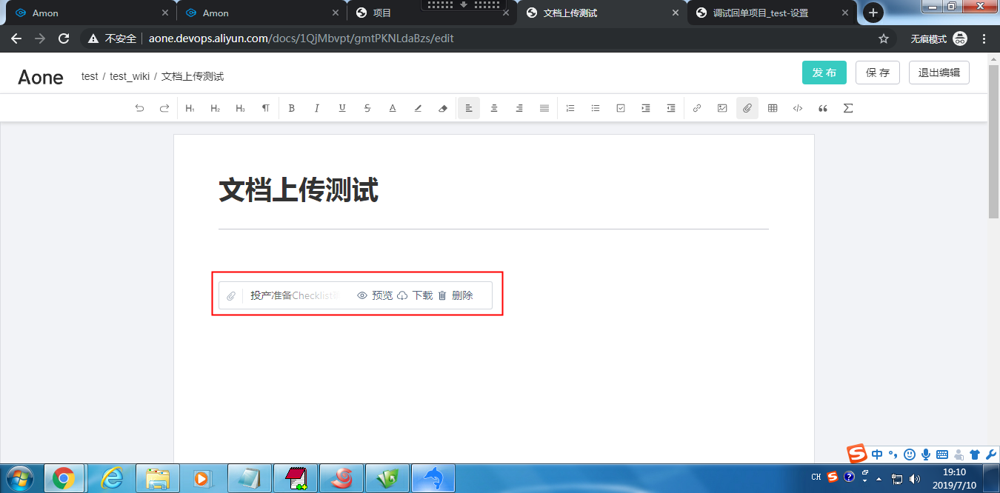 Amon
Amon
项目
文档上传测试
调试回单项目_test-设置
不安全
aone.devops.aliyun.com/docs/1QjMbvpt/gmtPKNLdaBzs/edit
无痕模式
Aone
test / test_wiki / 文档上传测试
发 布
保 存
退出编辑
H1
H2
H3
B
I
U
S
A
文档上传测试
投产准备Checklist
预览
下载
删除
S
中
CH
S
19:10
2019/7/10